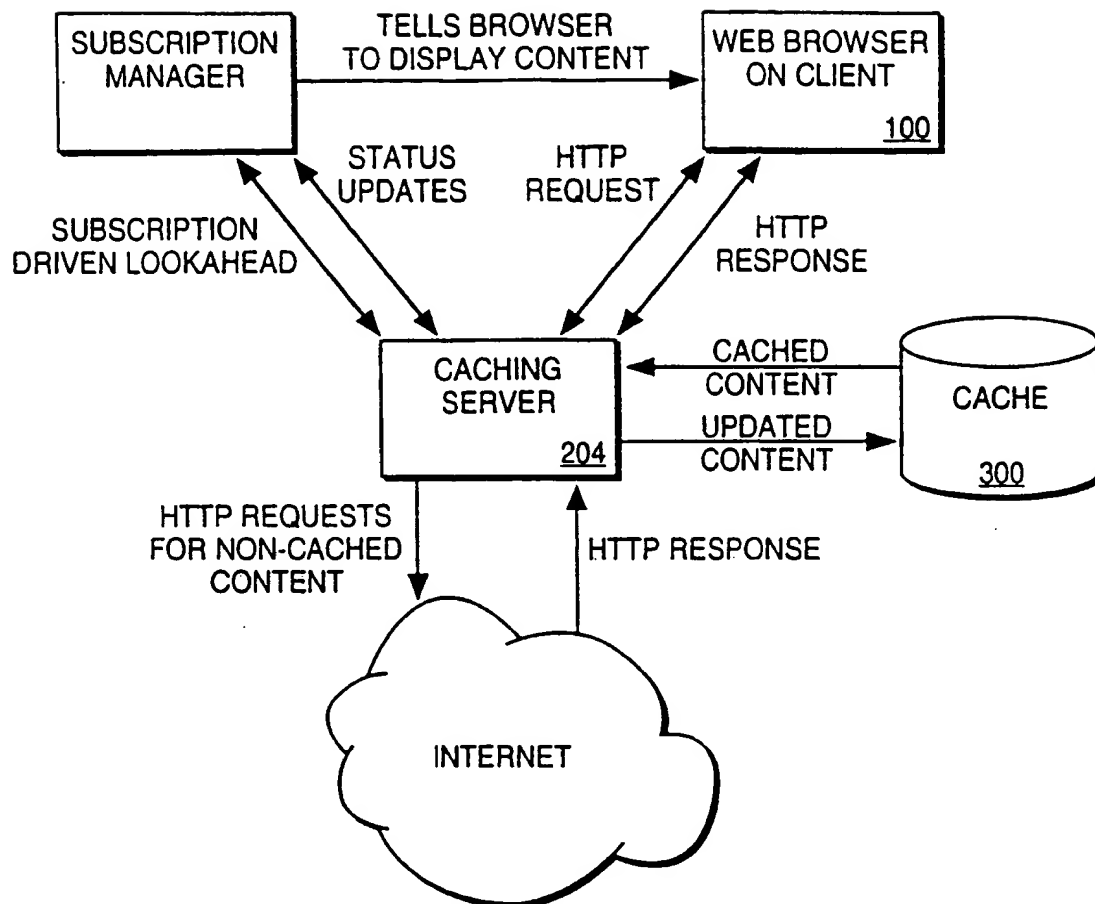 SUBSCRIPTION
MANAGER
TELLS BROWSER
TO DISPLAY CONTENT
WEB BROWSER
ON CLIENT
100
STATUS
UPDATES
HTTP
REQUEST
SUBSCRIPTION
DRIVEN LOOKAHEAD
HTTP
RESPONSE
CACHING
SERVER
204
CACHED
CONTENT
UPDATED
CONTENT
CACHE
300
HTTP REQUESTS
FOR NON-CACHED
CONTENT
HTTP RESPONSE
INTERNET